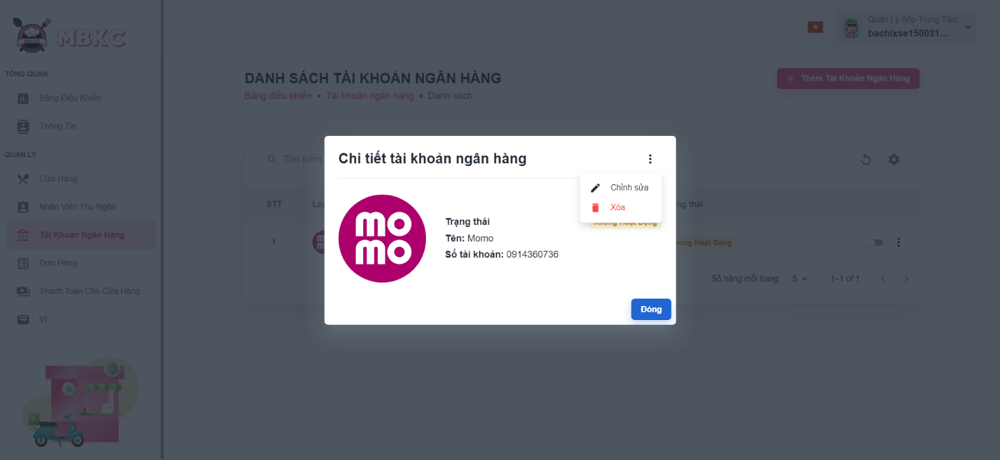 MBKC
MBKC
Quản Lý Bếp Trung Tâm
bachlxse150031...
TỔNG QUAN
Bảng Điều Khiển
Thông Tin
QUẢN LÝ
Cửa Hàng
Nhân Viên Thu Ngân
Tài Khoản Ngân Hàng
Đơn Hàng
Thanh Toán Cho Cửa Hàng
Ví
DANH SÁCH TÀI KHOẢN NGÂN HÀNG
Thêm Tài Khoản Ngân Hàng
Bảng điều khiển • Tài khoản ngân hàng • Danh sách
Tìm kiếm
STT
1
Hoạt Động
Số hàng mỗi trang 5 1–1 of 1
Chi tiết tài khoản ngân hàng
Chỉnh sửa
Xóa
mo
mo
Trạng thái
Không Hoạt Động
Tên: Momo
Số tài khoản: 0914360736
Đóng